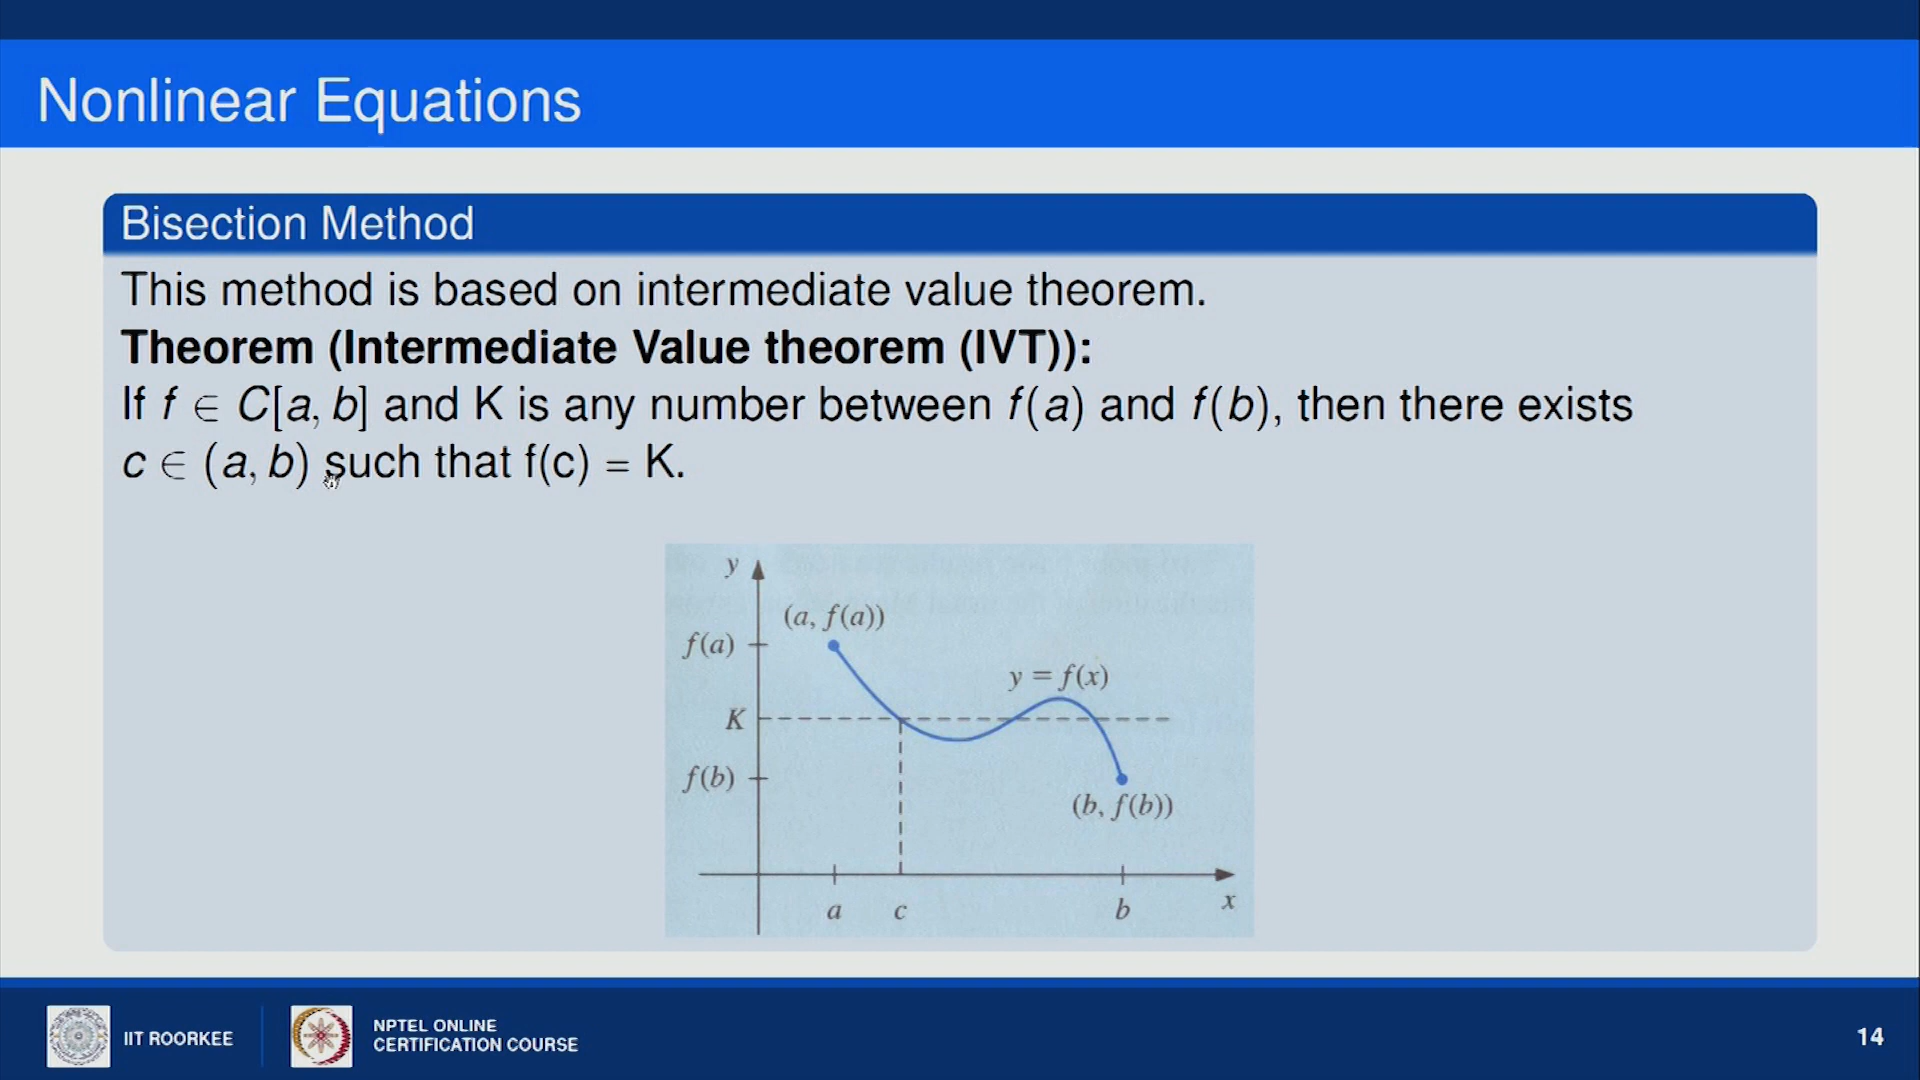 Nonlinear Equations
Bisection Method
This method is based on intermediate value theorem.
Theorem (Intermediate Value theorem (IVT)):
If f ∈ C[a, b] and K is any number between f(a) and f(b), then there exists
c ∈ (a, b) such that f(c) = K.
y
(a, f(a))
f(a)
y = f(x)
K
f(b)
(b, f(b))
a c b x
IIT ROORKEE
NPTEL ONLINE
CERTIFICATION COURSE
14